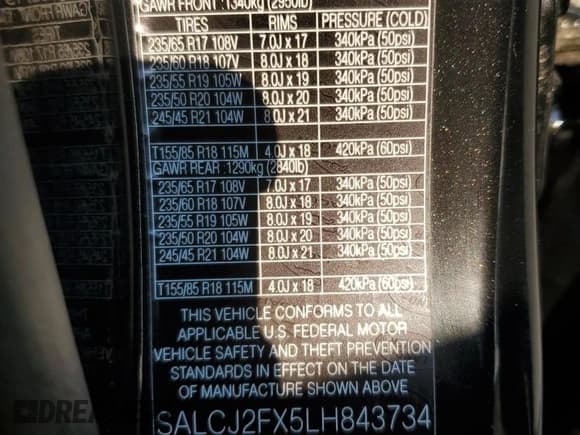 GAWR FRONT :1340kg (2950lb)
TIRES RIMS PRESSURE (COLD)
235/65 R17 108V 7.0J x 17 340kPa (50psi)
235/60 R18 107V 8.0J x 18 340kPa (50psi)
235/55 R19 105W 8.0J x 19 340kPa (50psi)
235/50 R20 104W 8.0J x 20 340kPa (50psi)
245/45 R21 104W 8.0J x 21 340kPa (50psi)
T155/85 R18 115M 4.0J x 18 420kPa (60psi)
GAWR REAR :1290kg (2840lb)
235/65 R17 108V 7.0J x 17 340kPa (50psi)
235/60 R18 107V 8.0J x 18 340kPa (50psi)
235/55 R19 105W 8.0J x 19 340kPa (50psi)
235/50 R20 104W 8.0J x 20 340kPa (50psi)
245/45 R21 104W 8.0J x 21 340kPa (50psi)
T155/85 R18 115M 4.0J x 18 420kPa (60psi)
THIS VEHICLE CONFORMS TO ALL
APPLICABLE U.S. FEDERAL MOTOR
VEHICLE SAFETY AND THEFT PREVENTION
STANDARDS IN EFFECT ON THE DATE
OF MANUFACTURE SHOWN ABOVE
SALCJ2FX5LH843734